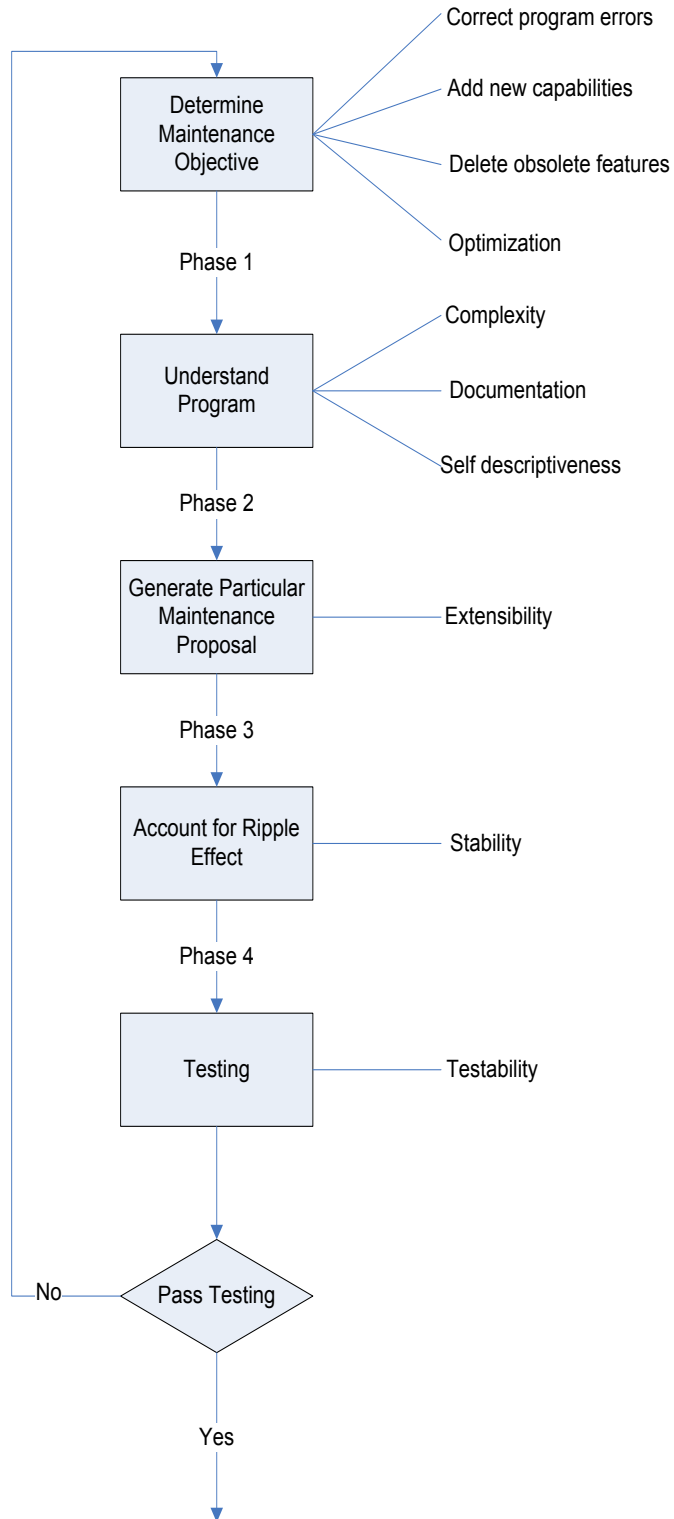 Correct program errors
Determine
Maintenance
Objective
Add new capabilities
Delete obsolete features
Optimization
Phase 1
Complexity
Understand
Program
Documentation
Self descriptiveness
Phase 2
Generate Particular
Maintenance
Proposal
Extensibility
Phase 3
Account for Ripple
Effect
Stability
Phase 4
Testing
Testability
Pass Testing
No
Yes